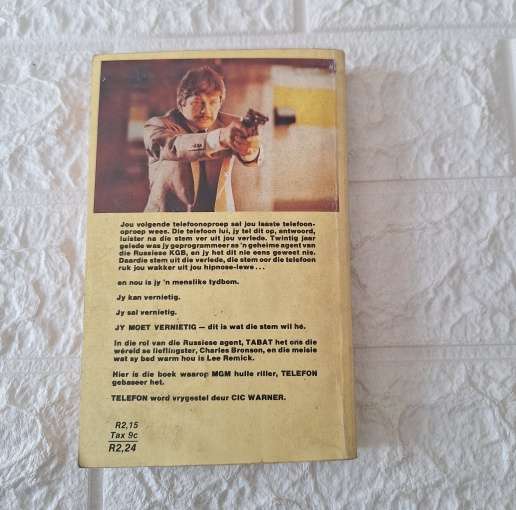 Jou volgende telefoonoproep sal jou laaste telefoon-
oproep wees. Die telefoon lui, jy tel dit op, antwoord,
luister na die stem ver uit jou verlede. Twintig jaar
gelede was jy geprogrammeer as 'n geheime agent van
die Russiese KGB, en jy het dit nie eens geweet nie.
Daardie stem uit die verlede, die stem oor die telefoon
ruk jou wakker uit jou hipnose-lewe...
en nou is jy 'n menslike tydbom.
Jy kan vernietig.
Jy sal vernietig.
JY MOET VERNIETIG — dit is wat die stem wil hé.
In die rol van die Russiese agent, TABAT het ons die
wéreld se lieflingster, Charles Bronson, en die meisie
wat sy bed warm hou is Lee Remick.
Hier is die boek waarop MGM hulle riller, TELEFON
gebaseer het.
TELEFON word vrygestel deur CIC WARNER.
R2,15
Tax 9c
R2,24